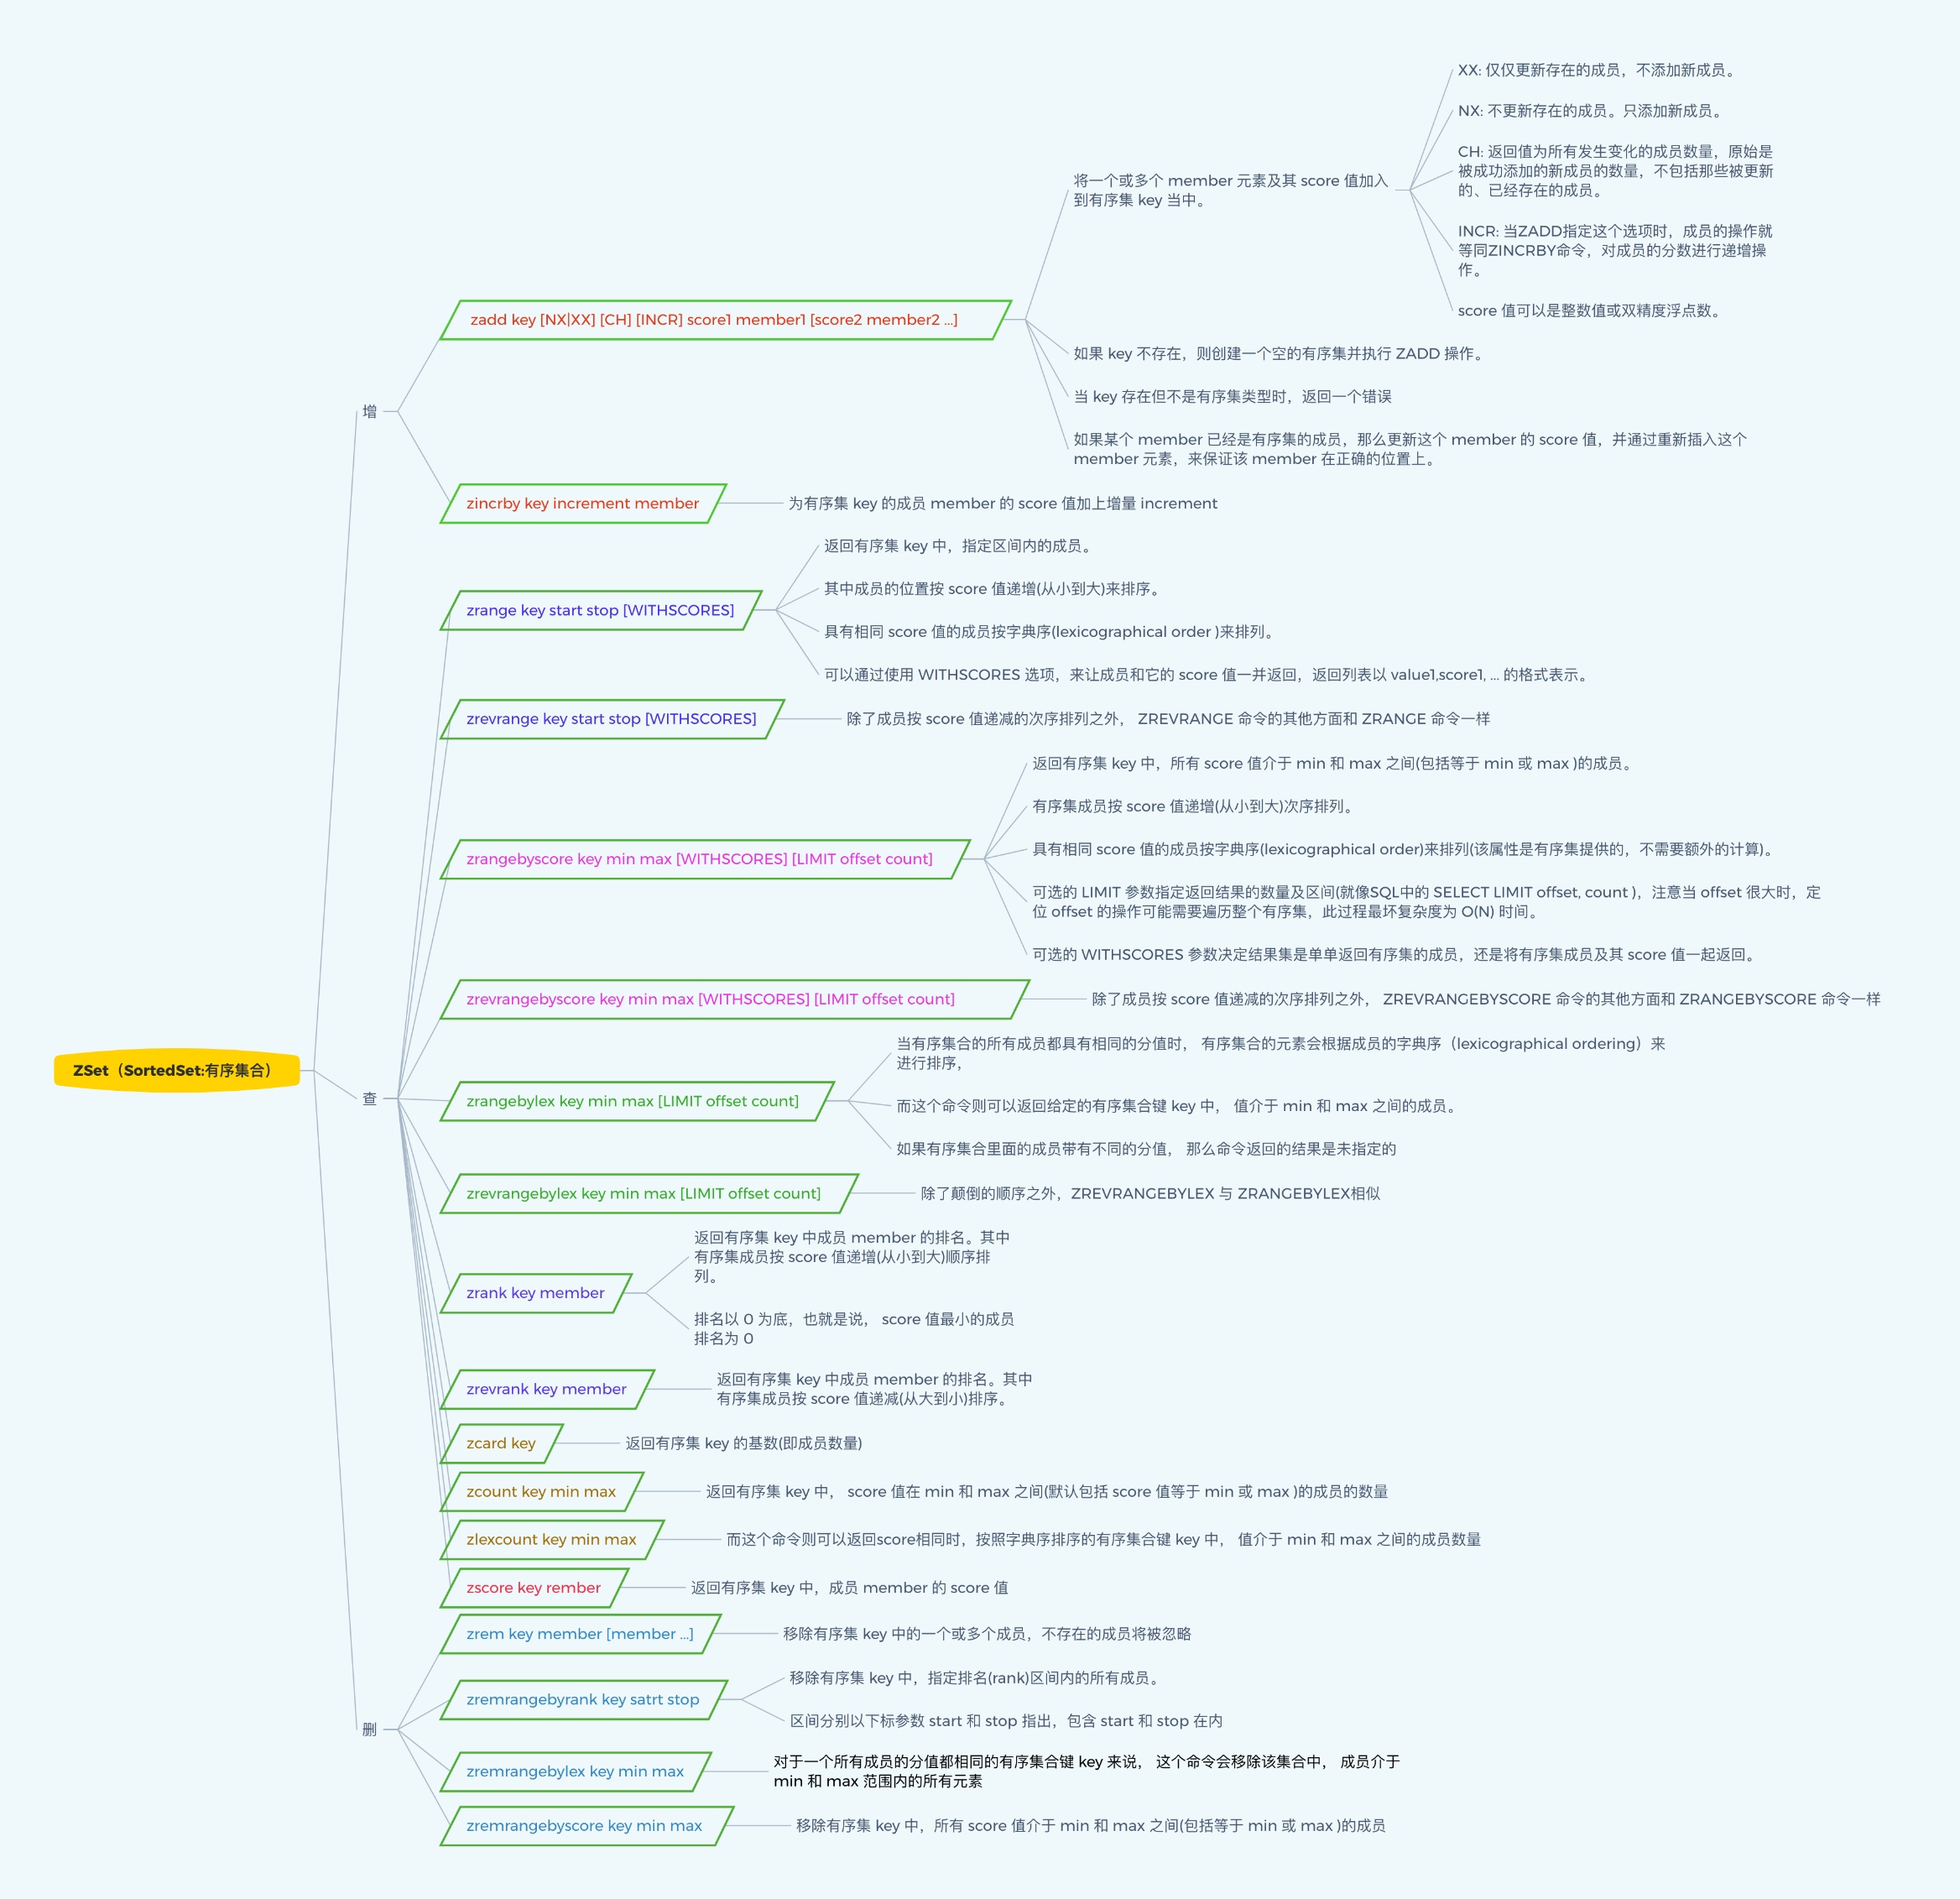 ZSet（SortedSet:有序集合）
增
zadd key [NX|XX] [CH] [INCR] score1 member1 [score2 member2 ...]
将一个或多个 member 元素及其 score 值加入
到有序集 key 当中。
XX: 仅仅更新存在的成员，不添加新成员。
NX: 不更新存在的成员。只添加新成员。
CH: 返回值为所有发生变化的成员数量，原始是
被成功添加的新成员的数量，不包括那些被更新
的、已经存在的成员。
INCR: 当ZADD指定这个选项时，成员的操作就
等同ZINCRBY命令，对成员的分数进行递增操
作。
score 值可以是整数值或双精度浮点数。
如果 key 不存在，则创建一个空的有序集并执行 ZADD 操作。
当 key 存在但不是有序集类型时，返回一个错误
如果某个 member 已经是有序集的成员，那么更新这个 member 的 score 值，并通过重新插入这个
member 元素，来保证该 member 在正确的位置上。
zincrby key increment member
为有序集 key 的成员 member 的 score 值加上增量 increment
查
zrange key start stop [WITHSCORES]
返回有序集 key 中，指定区间内的成员。
其中成员的位置按 score 值递增(从小到大)来排序。
具有相同 score 值的成员按字典序(lexicographical order )来排列。
可以通过使用 WITHSCORES 选项，来让成员和它的 score 值一并返回，返回列表以 value1,score1, ... 的格式表示。
zrevrange key start stop [WITHSCORES]
除了成员按 score 值递减的次序排列之外， ZREVRANGE 命令的其他方面和 ZRANGE 命令一样
zrangebyscore key min max [WITHSCORES] [LIMIT offset count]
返回有序集 key 中，所有 score 值介于 min 和 max 之间(包括等于 min 或 max )的成员。
有序集成员按 score 值递增(从小到大)次序排列。
具有相同 score 值的成员按字典序(lexicographical order)来排列(该属性是有序集提供的，不需要额外的计算)。
可选的 LIMIT 参数指定返回结果的数量及区间(就像SQL中的 SELECT LIMIT offset, count )，注意当 offset 很大时，定
位 offset 的操作可能需要遍历整个有序集，此过程最坏复杂度为 O(N) 时间。
可选的 WITHSCORES 参数决定结果集是单单返回有序集的成员，还是将有序集成员及其 score 值一起返回。
zrevrangebyscore key min max [WITHSCORES] [LIMIT offset count]
除了成员按 score 值递减的次序排列之外， ZREVRANGEBYSCORE 命令的其他方面和 ZRANGEBYSCORE 命令一样
zrangebylex key min max [LIMIT offset count]
当有序集合的所有成员都具有相同的分值时， 有序集合的元素会根据成员的字典序（lexicographical ordering）来
进行排序，
而这个命令则可以返回给定的有序集合键 key 中， 值介于 min 和 max 之间的成员。
如果有序集合里面的成员带有不同的分值， 那么命令返回的结果是未指定的
zrevrangebylex key min max [LIMIT offset count]
除了颠倒的顺序之外，ZREVRANGEBYLEX 与 ZRANGEBYLEX相似
zrank key member
返回有序集 key 中成员 member 的排名。其中
有序集成员按 score 值递增(从小到大)顺序排
列。
排名以 0 为底，也就是说， score 值最小的成员
排名为 0
zrevrank key member
返回有序集 key 中成员 member 的排名。其中
有序集成员按 score 值递减(从大到小)排序。
zcard key
返回有序集 key 的基数(即成员数量)
zcount key min max
返回有序集 key 中， score 值在 min 和 max 之间(默认包括 score 值等于 min 或 max )的成员的数量
zlexcount key min max
而这个命令则可以返回score相同时，按照字典序排序的有序集合键 key 中， 值介于 min 和 max 之间的成员数量
zscore key rember
返回有序集 key 中，成员 member 的 score 值
删
zrem key member [member ...]
移除有序集 key 中的一个或多个成员，不存在的成员将被忽略
zremrangebyrank key satrt stop
移除有序集 key 中，指定排名(rank)区间内的所有成员。
区间分别以下标参数 start 和 stop 指出，包含 start 和 stop 在内
zremrangebylex key min max
对于一个所有成员的分值都相同的有序集合键 key 来说， 这个命令会移除该集合中， 成员介于
min 和 max 范围内的所有元素
zremrangebyscore key min max
移除有序集 key 中，所有 score 值介于 min 和 max 之间(包括等于 min 或 max )的成员